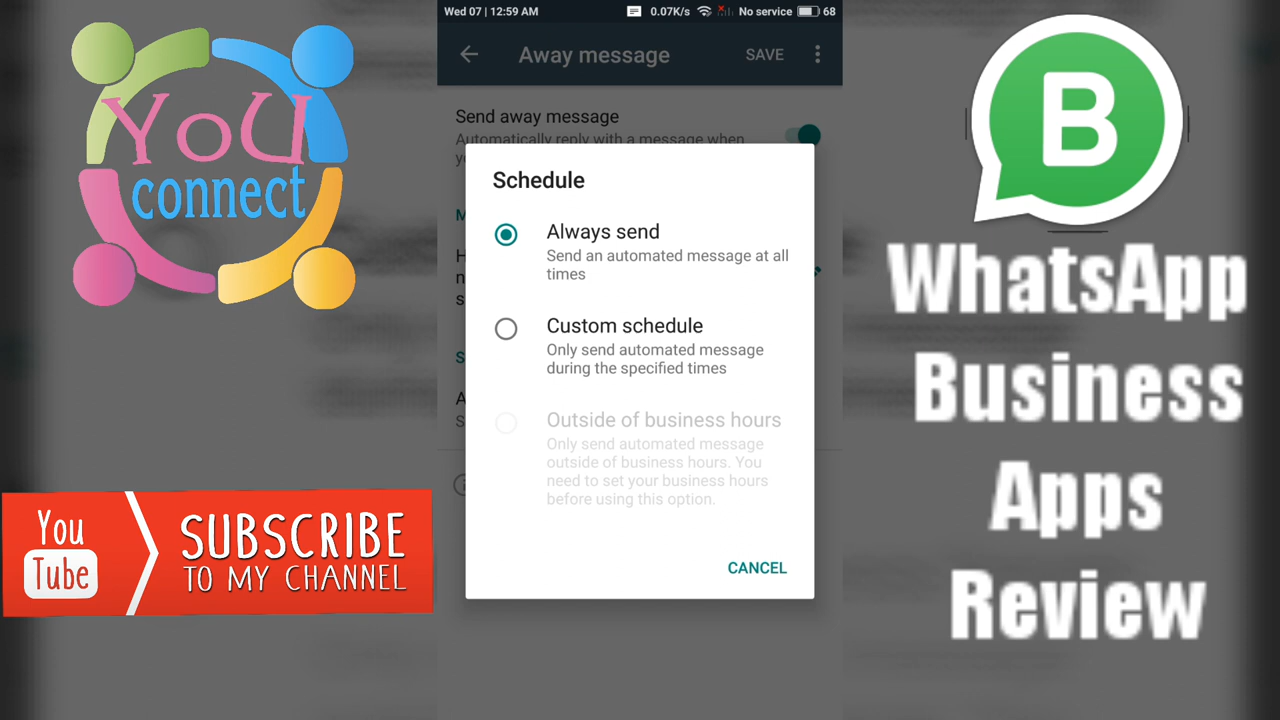 YoU
connect
You
Tube
SUBSCRIBE
TO MY CHANNEL
Wed 07 | 12:59 AM
0.07K/s
No service
68
Away message
SAVE
Send away message
Automatically reply with a message when
Schedule
Always send
Send an automated message at all
times
Custom schedule
Only send automated message
during the specified times
Outside of business hours
Only send automated message
outside of business hours. You
need to set your business hours
before using this option.
CANCEL
B
WhatsApp
Business
Apps
Review